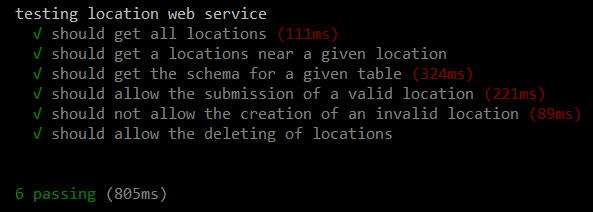 testing location web service
√ should get all locations (111ms)
√ should get a locations near a given location
√ should get the schema for a given table (324ms)
√ should allow the submission of a valid location (221ms)
√ should not allow the creation of an invalid location (89ms)
√ should allow the deleting of locations
6 passing (805ms)